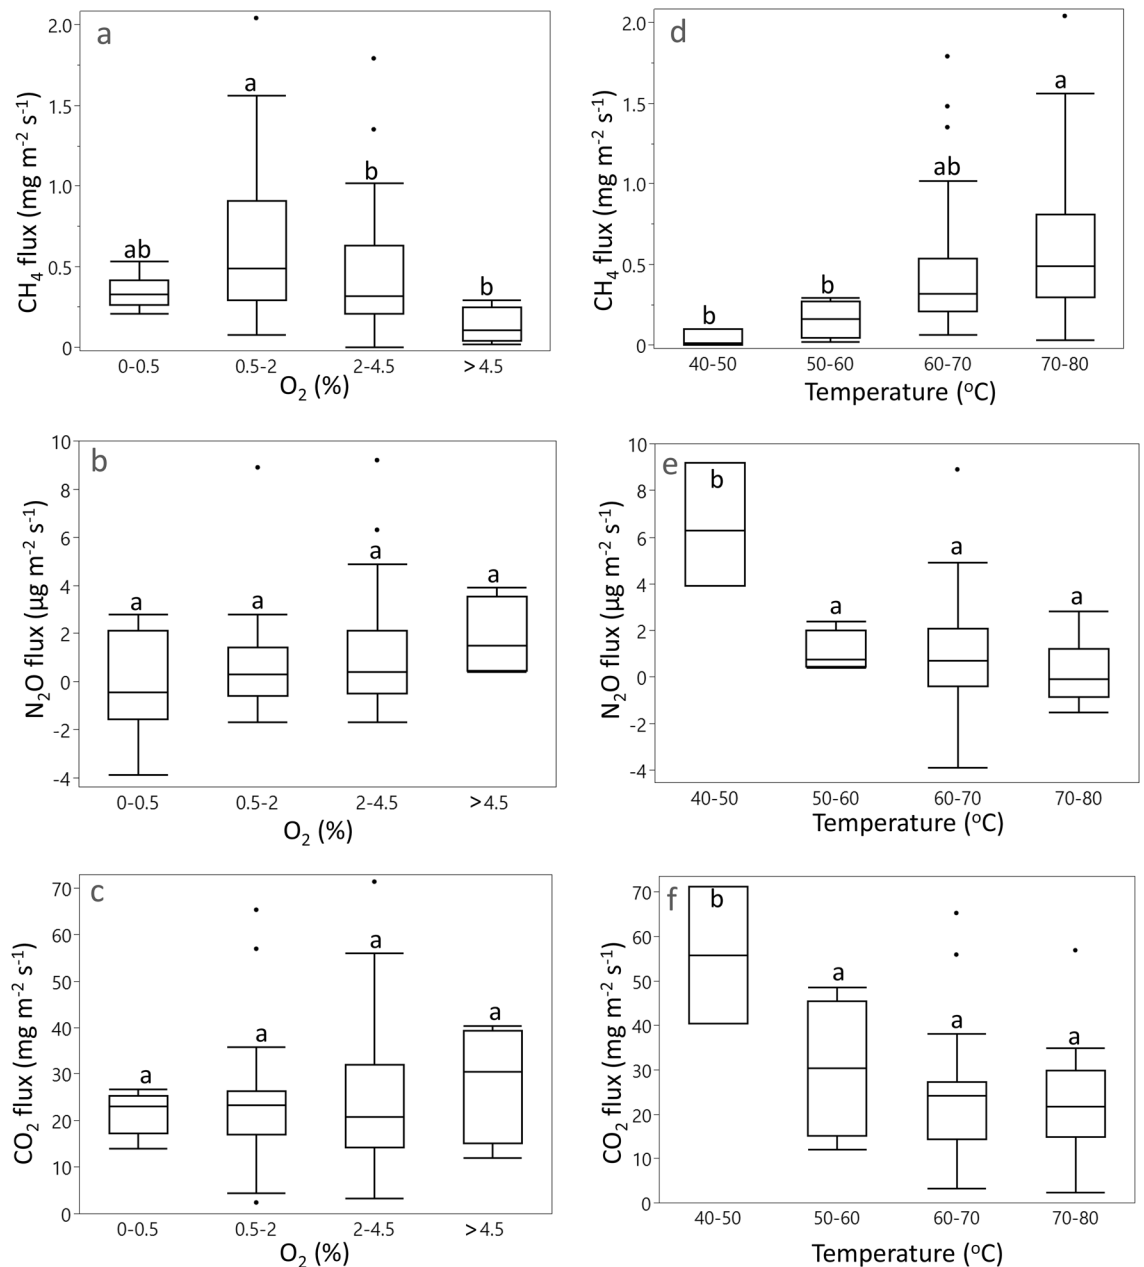 a
2.0
1.5
1.0
0.5
0
CH4 flux (mg m-2 s-1)
ab
a
b
b
0-0.5 0.5-2 2-4.5 >4.5
O2 (%)
d
2.0
1.5
1.0
0.5
0
CH4 flux (mg m-2 s-1)
b
b
ab
a
40-50 50-60 60-70 70-80
Temperature (oC)
b
10
8
6
4
2
0
-2
-4
N2O flux (µg m-2 s-1)
a
a
a
a
0-0.5 0.5-2 2-4.5 >4.5
O2 (%)
e
10
8
6
4
2
0
-2
-4
N2O flux (µg m-2 s-1)
b
a
a
a
40-50 50-60 60-70 70-80
Temperature (oC)
c
70
60
50
40
30
20
10
0
CO2 flux (mg m-2 s-1)
a
a
a
a
0-0.5 0.5-2 2-4.5 >4.5
O2 (%)
f
70
60
50
40
30
20
10
0
CO2 flux (mg m-2 s-1)
b
a
a
a
40-50 50-60 60-70 70-80
Temperature (oC)